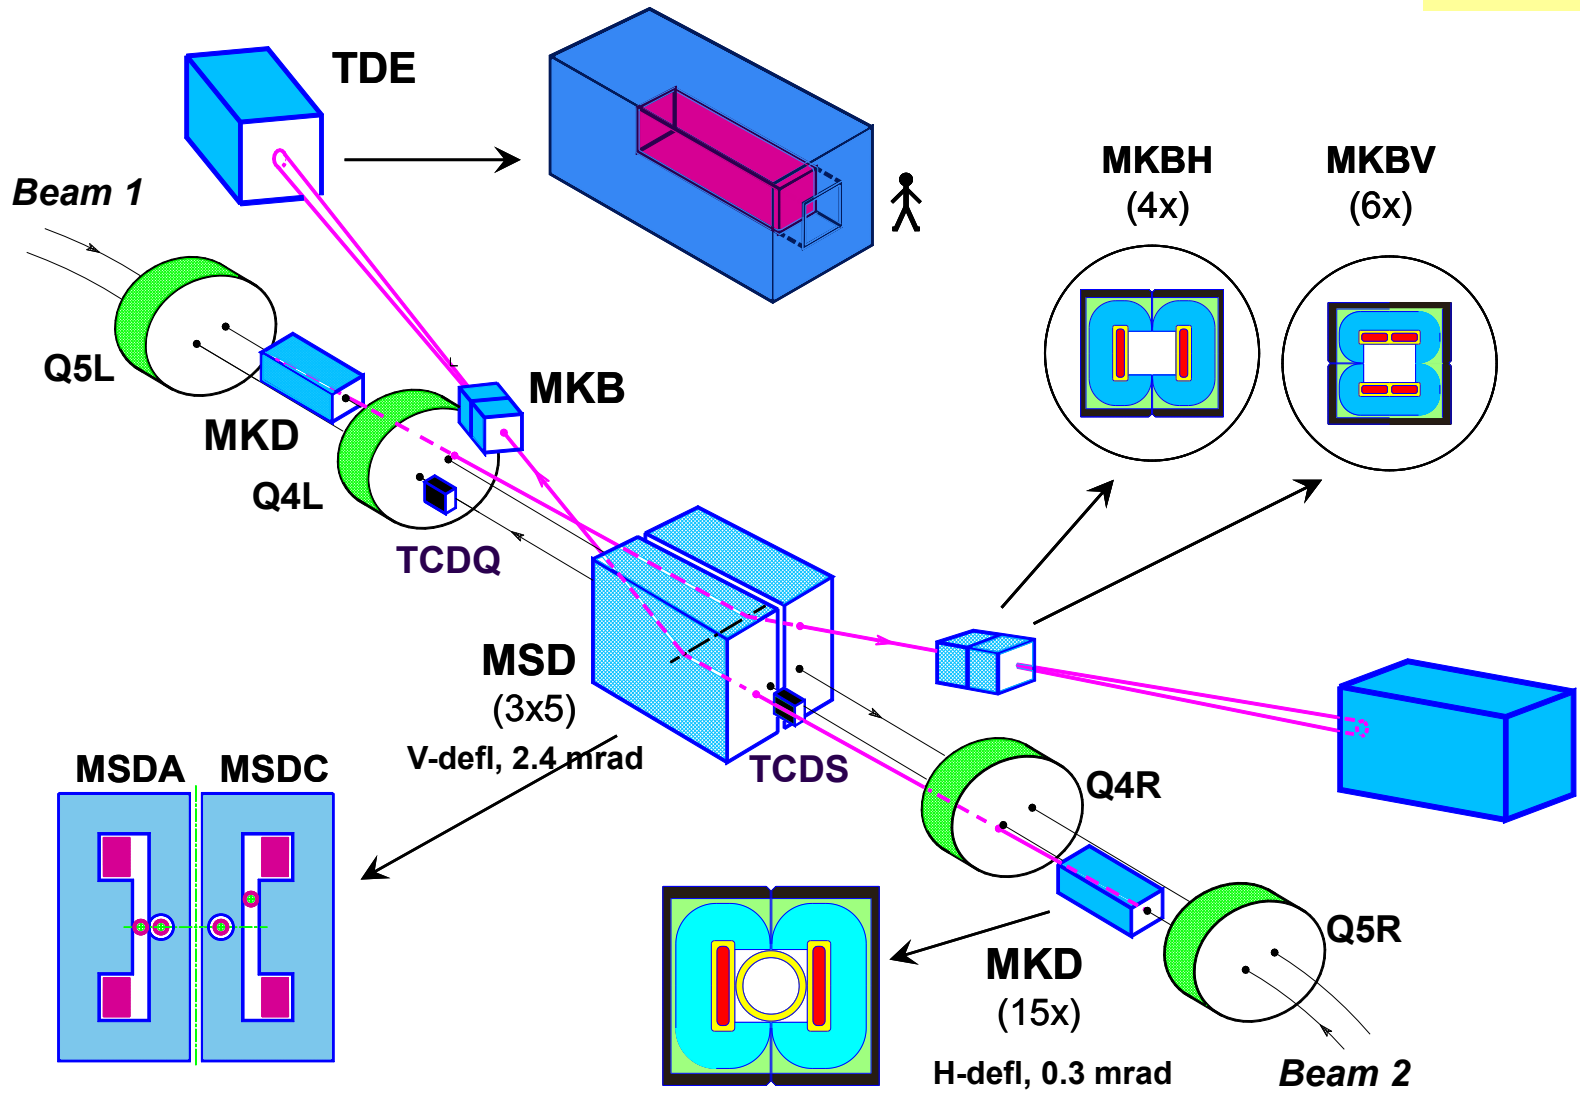 TDE
Beam 1
MKBH
(4x)
MKBV
(6x)
Q5L
MKD
MKB
Q4L
TCDQ
MSD
(3x5)
V-defl, 2.4 mrad
TCDS
MSDA
MSDC
Q4R
Q5R
MKD
(15x)
H-defl, 0.3 mrad
Beam 2